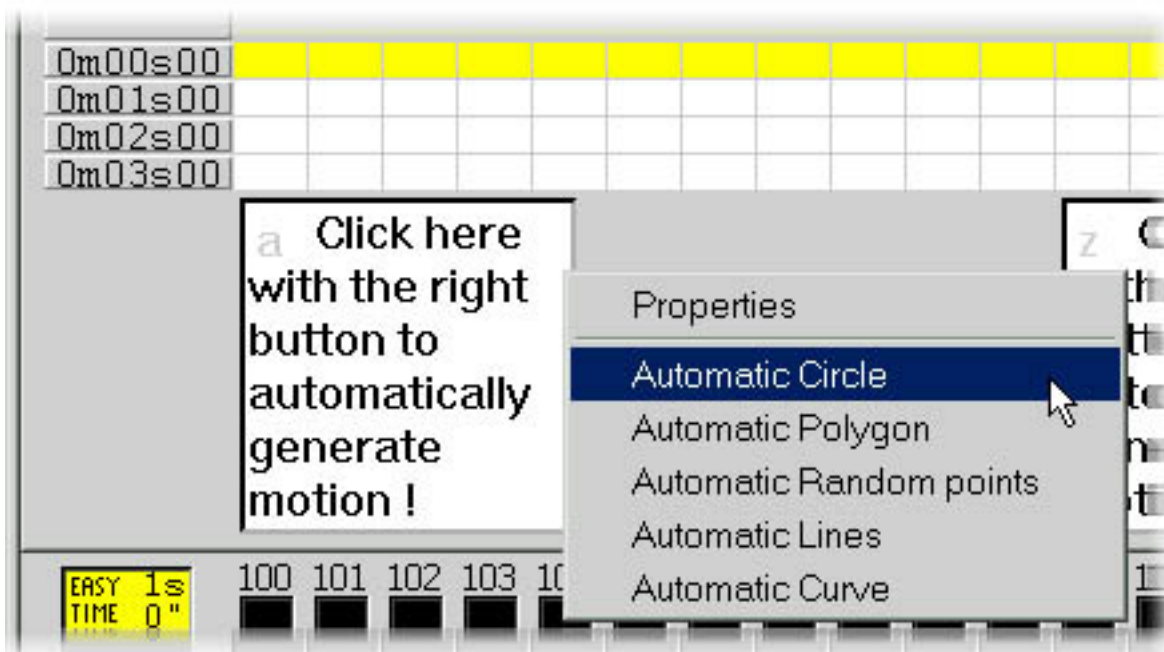 0m00s00
0m01s00
0m02s00
0m03s00
a Click here
with the right
button to
automatically
generate
motion !
z
Properties
Automatic Circle
Automatic Polygon
Automatic Random points
Automatic Lines
Automatic Curve
EASY 1s
TIME 0"
100 101 102 103